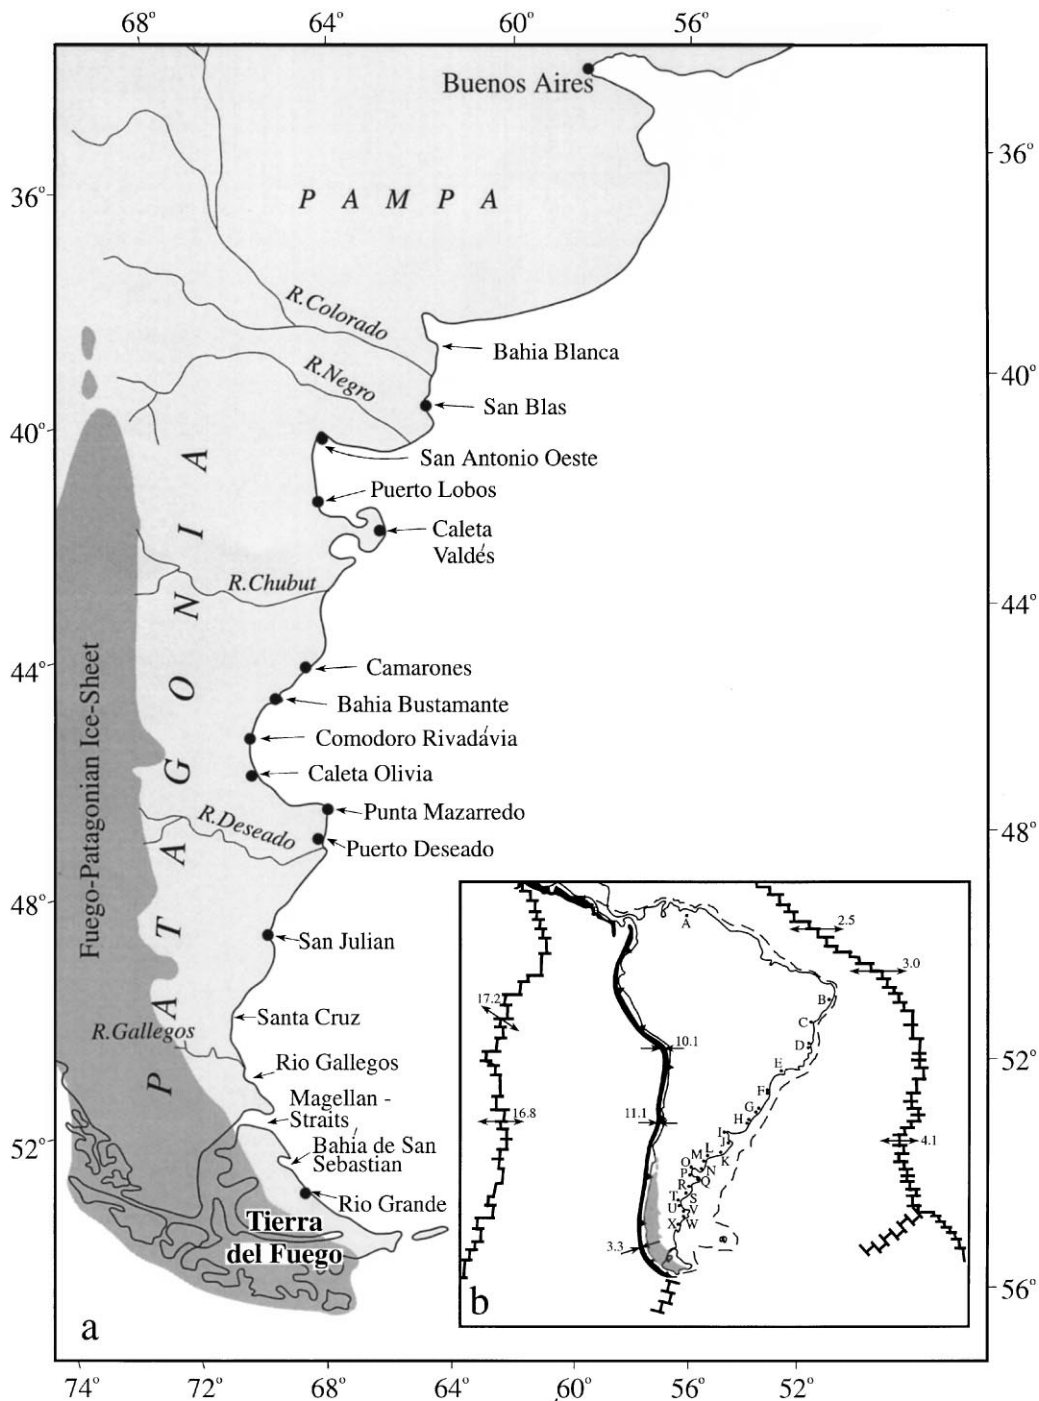 68° 64° 60° 56°
Buenos Aires
36°
36°
PAMPA
R.Colorado
Bahia Blanca
R.Negro
40°
San Blas
40°
San Antonio Oeste
Puerto Lobos
Caleta
Valdés
R.Chubut
44°
PATAGONIA
Fuego-Patagonian Ice-Sheet
44°
Camarones
Bahia Bustamante
Comodoro Rivadávia
Caleta Olivia
Punta Mazarredo
R.Deseado
48°
Puerto Deseado
48°
San Julian
Santa Cruz
R.Gallegos
Rio Gallegos
52°
Magellan -
Straits
52°
Bahía de San
Sebastian
Rio Grande
Tierra
del Fuego
56°
a
74° 72° 68° 64° 60° 56° 52°
A
2.5
3.0
B
17.2
C
10.1
D
E
F
G
11.1
H
16.8
I
J
4.1
L
K
M
O
N
P
Q
R
T
S
U
V
X
W
a
3.3
b